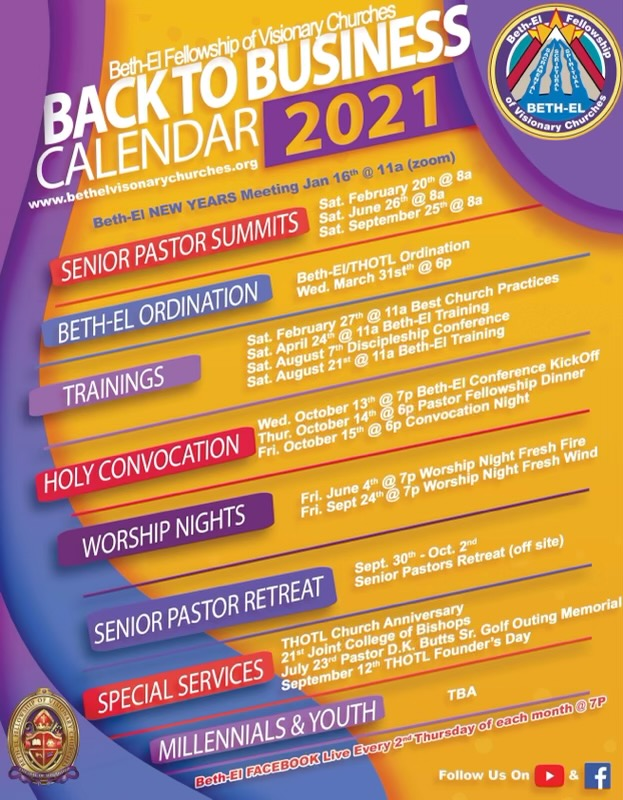 Beth-El Fellowship of Visionary Churches
BACK TO BUSINESS
CALENDAR 2021
www.bethelvisonarychurches.org
Beth-El Fellowship
SACERDOTAL
SCRIPTURAL
SPIRITUAL
BETH-EL
of Visionary Churches
Beth-El NEW YEARS Meeting Jan 16th @ 11a (zoom)
SENIOR PASTOR SUMMITS
Sat. February 20th @ 8a
Sat. June 26th @ 8a
Sat. September 25th @ 8a
BETH-EL ORDINATION
Beth-El/THOTL Ordination
Wed. March 31st @ 6p
TRAININGS
Sat. February 27th @ 11a Best Church Practices
Sat. April 24th @ 11a Beth-El Training
Sat. August 7th Discipleship Conference
Sat. August 21st @ 11a Beth-El Training
HOLY CONVOCATION
Wed. October 13th @ 7p Beth-El Conference KickOff
Thur. October 14th @ 6p Pastor Fellowship Dinner
Fri. October 15th @ 6p Convocation Night
WORSHIP NIGHTS
Fri. June 4th @ 7p Worship Night Fresh Fire
Fri. Sept 24th @ 7p Worship Night Fresh Wind
SENIOR PASTOR RETREAT
Sept. 30th - Oct. 2nd
Senior Pastors Retreat (off site)
SPECIAL SERVICES
THOTL Church Anniversary
21st Joint College of Bishops
July 23rd Pastor D.K. Butts Sr. Golf Outing Memorial
September 12th THOTL Founder's Day
MILLENNIALS & YOUTH
TBA
Beth-El FACEBOOK Live Every 2nd Thursday of each month @ 7P
Follow Us On & f